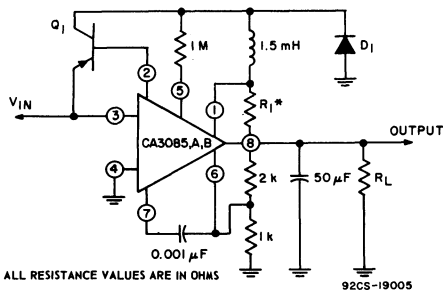 Q1
1 M
1.5 mH
D1
2
5
1
R1*
VIN
3
CA3085,A,B
8
OUTPUT
4
6
2 k
50 μF
RL
7
0.001 μF
1 k
ALL RESISTANCE VALUES ARE IN OHMS
92CS-19005